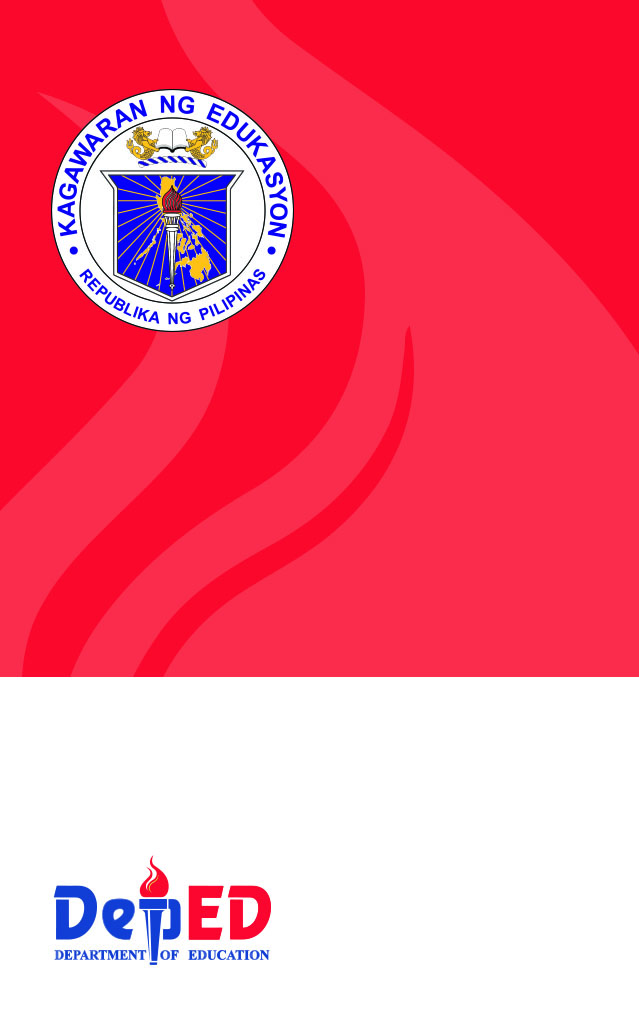 KAGAWARAN NG EDUKASYON
REPUBLIKA NG PILIPINAS
DepED
DEPARTMENT OF EDUCATION